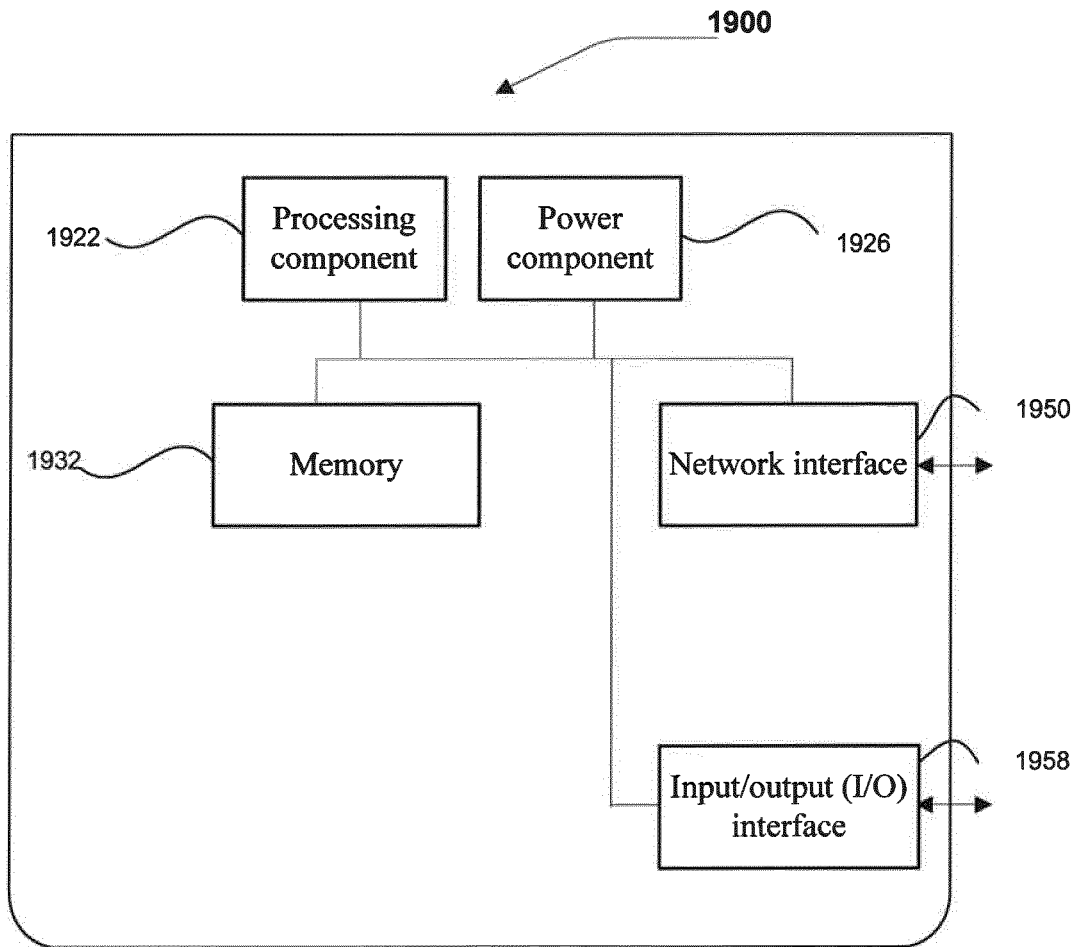 1900
Processing
component
Power
component
1922
1926
Memory
1932
Network interface
1950
Input/output (I/O)
interface
1958